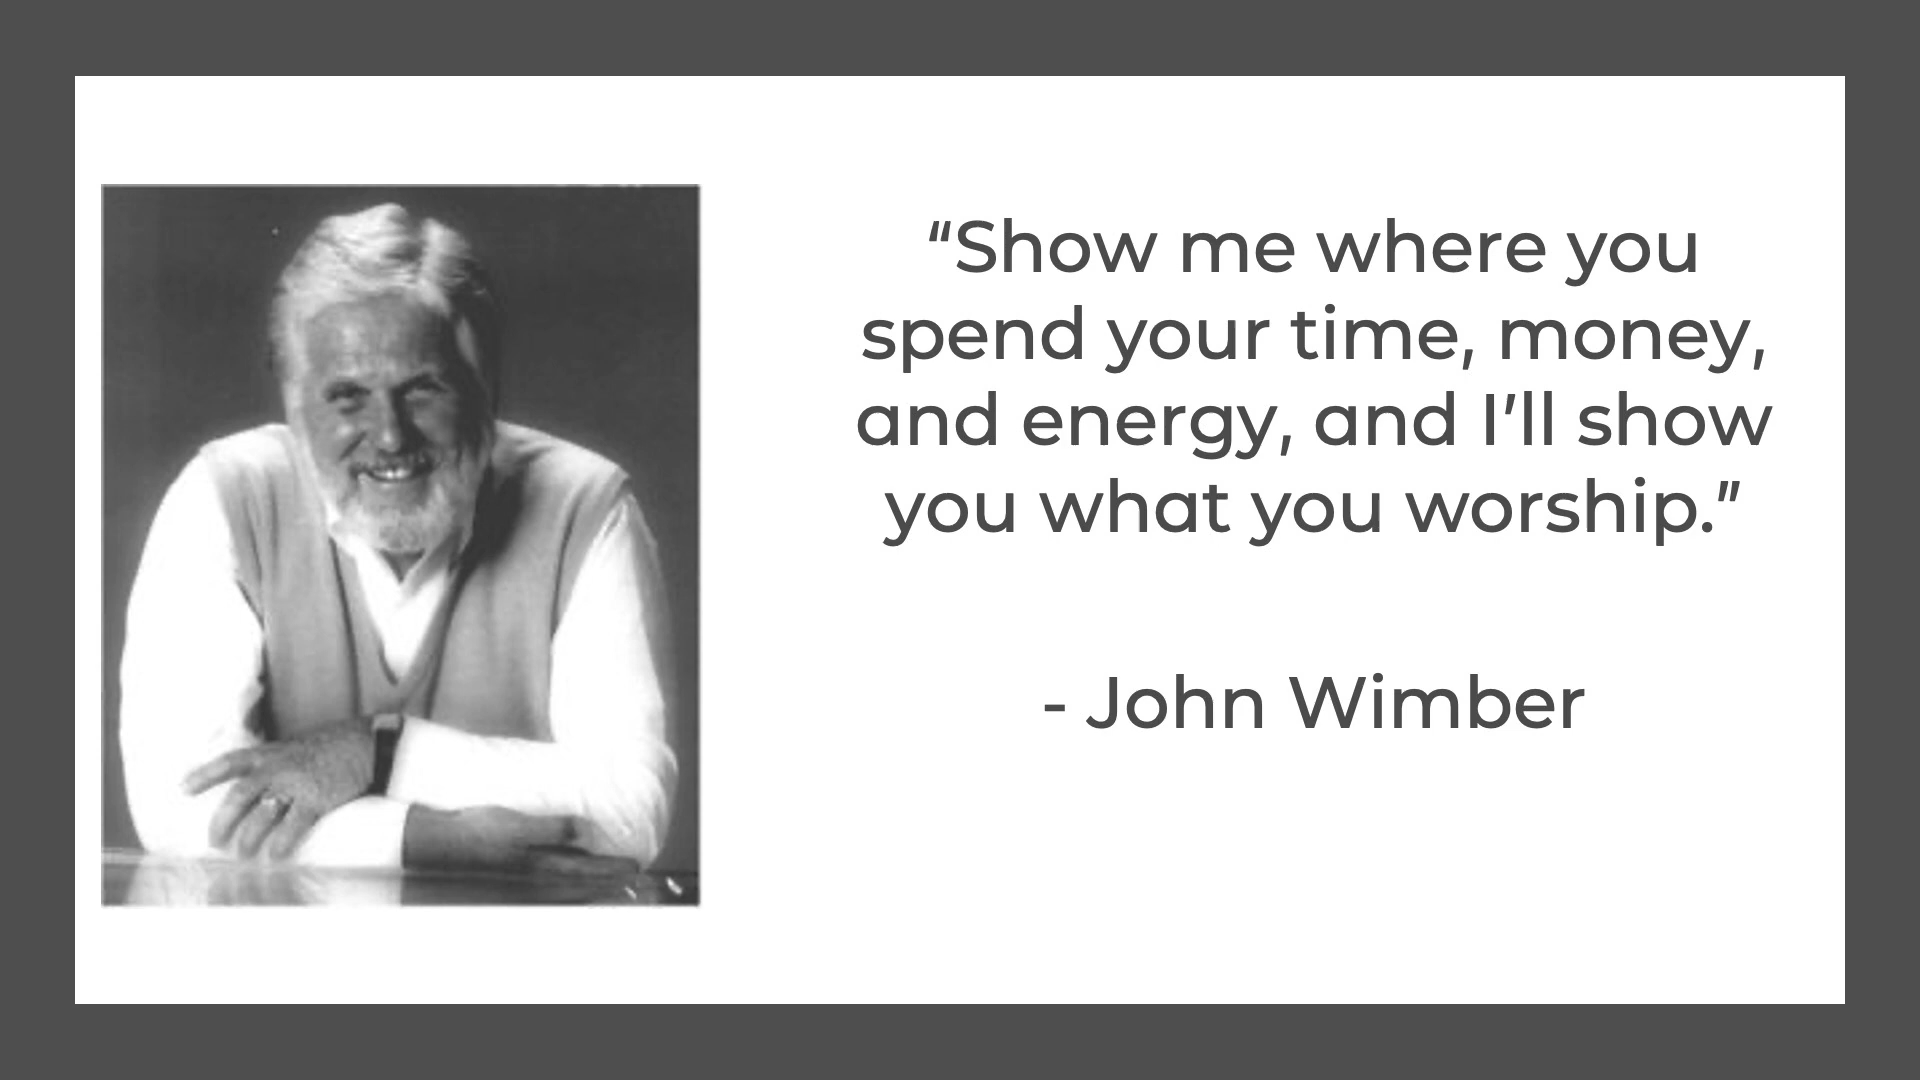 “Show me where you
spend your time, money,
and energy, and I’ll show
you what you worship.”
- John Wimber